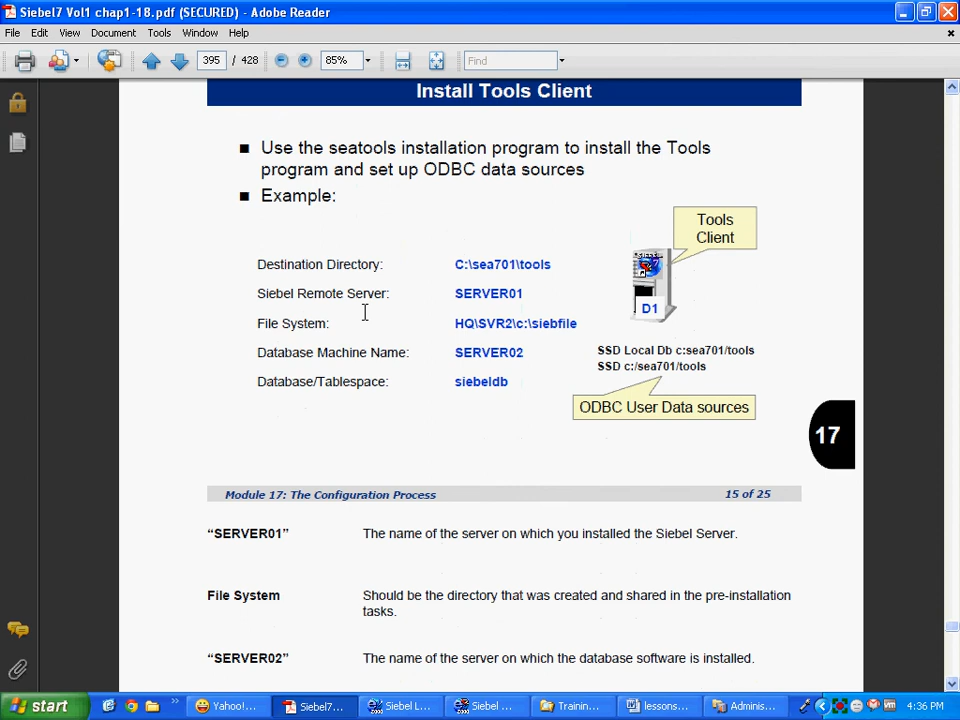 Siebel7 Vol1 chap1-18.pdf (SECURED) - Adobe Reader
File Edit View Document Tools Window Help
395 / 428 85% Find
Install Tools Client
Use the seatools installation program to install the Tools
program and set up ODBC data sources
Example:
Tools
Client
Destination Directory: C:\sea701\tools
Siebel Remote Server: SERVER01
D1
File System: HQ\SVR2\c:\siebfile
Database Machine Name: SERVER02
SSD Local Db c:sea701/tools
SSD c:/sea701/tools
Database/Tablespace: siebeldb
ODBC User Data sources
17
Module 17: The Configuration Process 15 of 25
“SERVER01” The name of the server on which you installed the Siebel Server.
File System Should be the directory that was created and shared in the pre-installation
tasks.
“SERVER02” The name of the server on which the database software is installed.
start Yahoo!... Siebel7... Siebel L... Siebel ... Trainin... lessons... Adminis... 4:36 PM